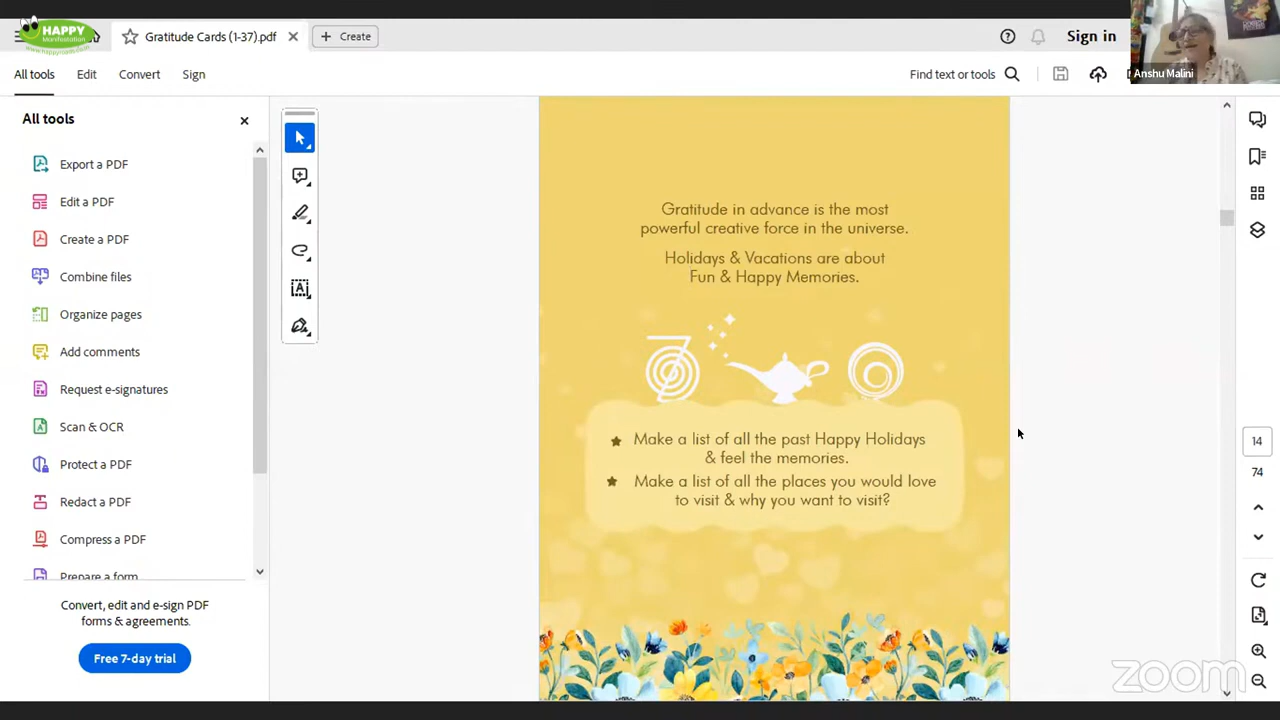 HAPPY
Manifestation
Gratitude Cards (1-37).pdf
Create
Sign in
All tools
Edit
Convert
Sign
Find text or tools
Anshu Malini
All tools
Export a PDF
Edit a PDF
Create a PDF
Combine files
Organize pages
Add comments
Request e-signatures
Scan & OCR
Protect a PDF
Redact a PDF
Compress a PDF
Prepare a form
Convert, edit and e-sign PDF
forms & agreements.
Free 7-day trial
Gratitude in advance is the most
powerful creative force in the universe.
Holidays & Vacations are about
Fun & Happy Memories.
Make a list of all the past Happy Holidays
& feel the memories.
Make a list of all the places you would love
to visit & why you want to visit?
14
74
zoom